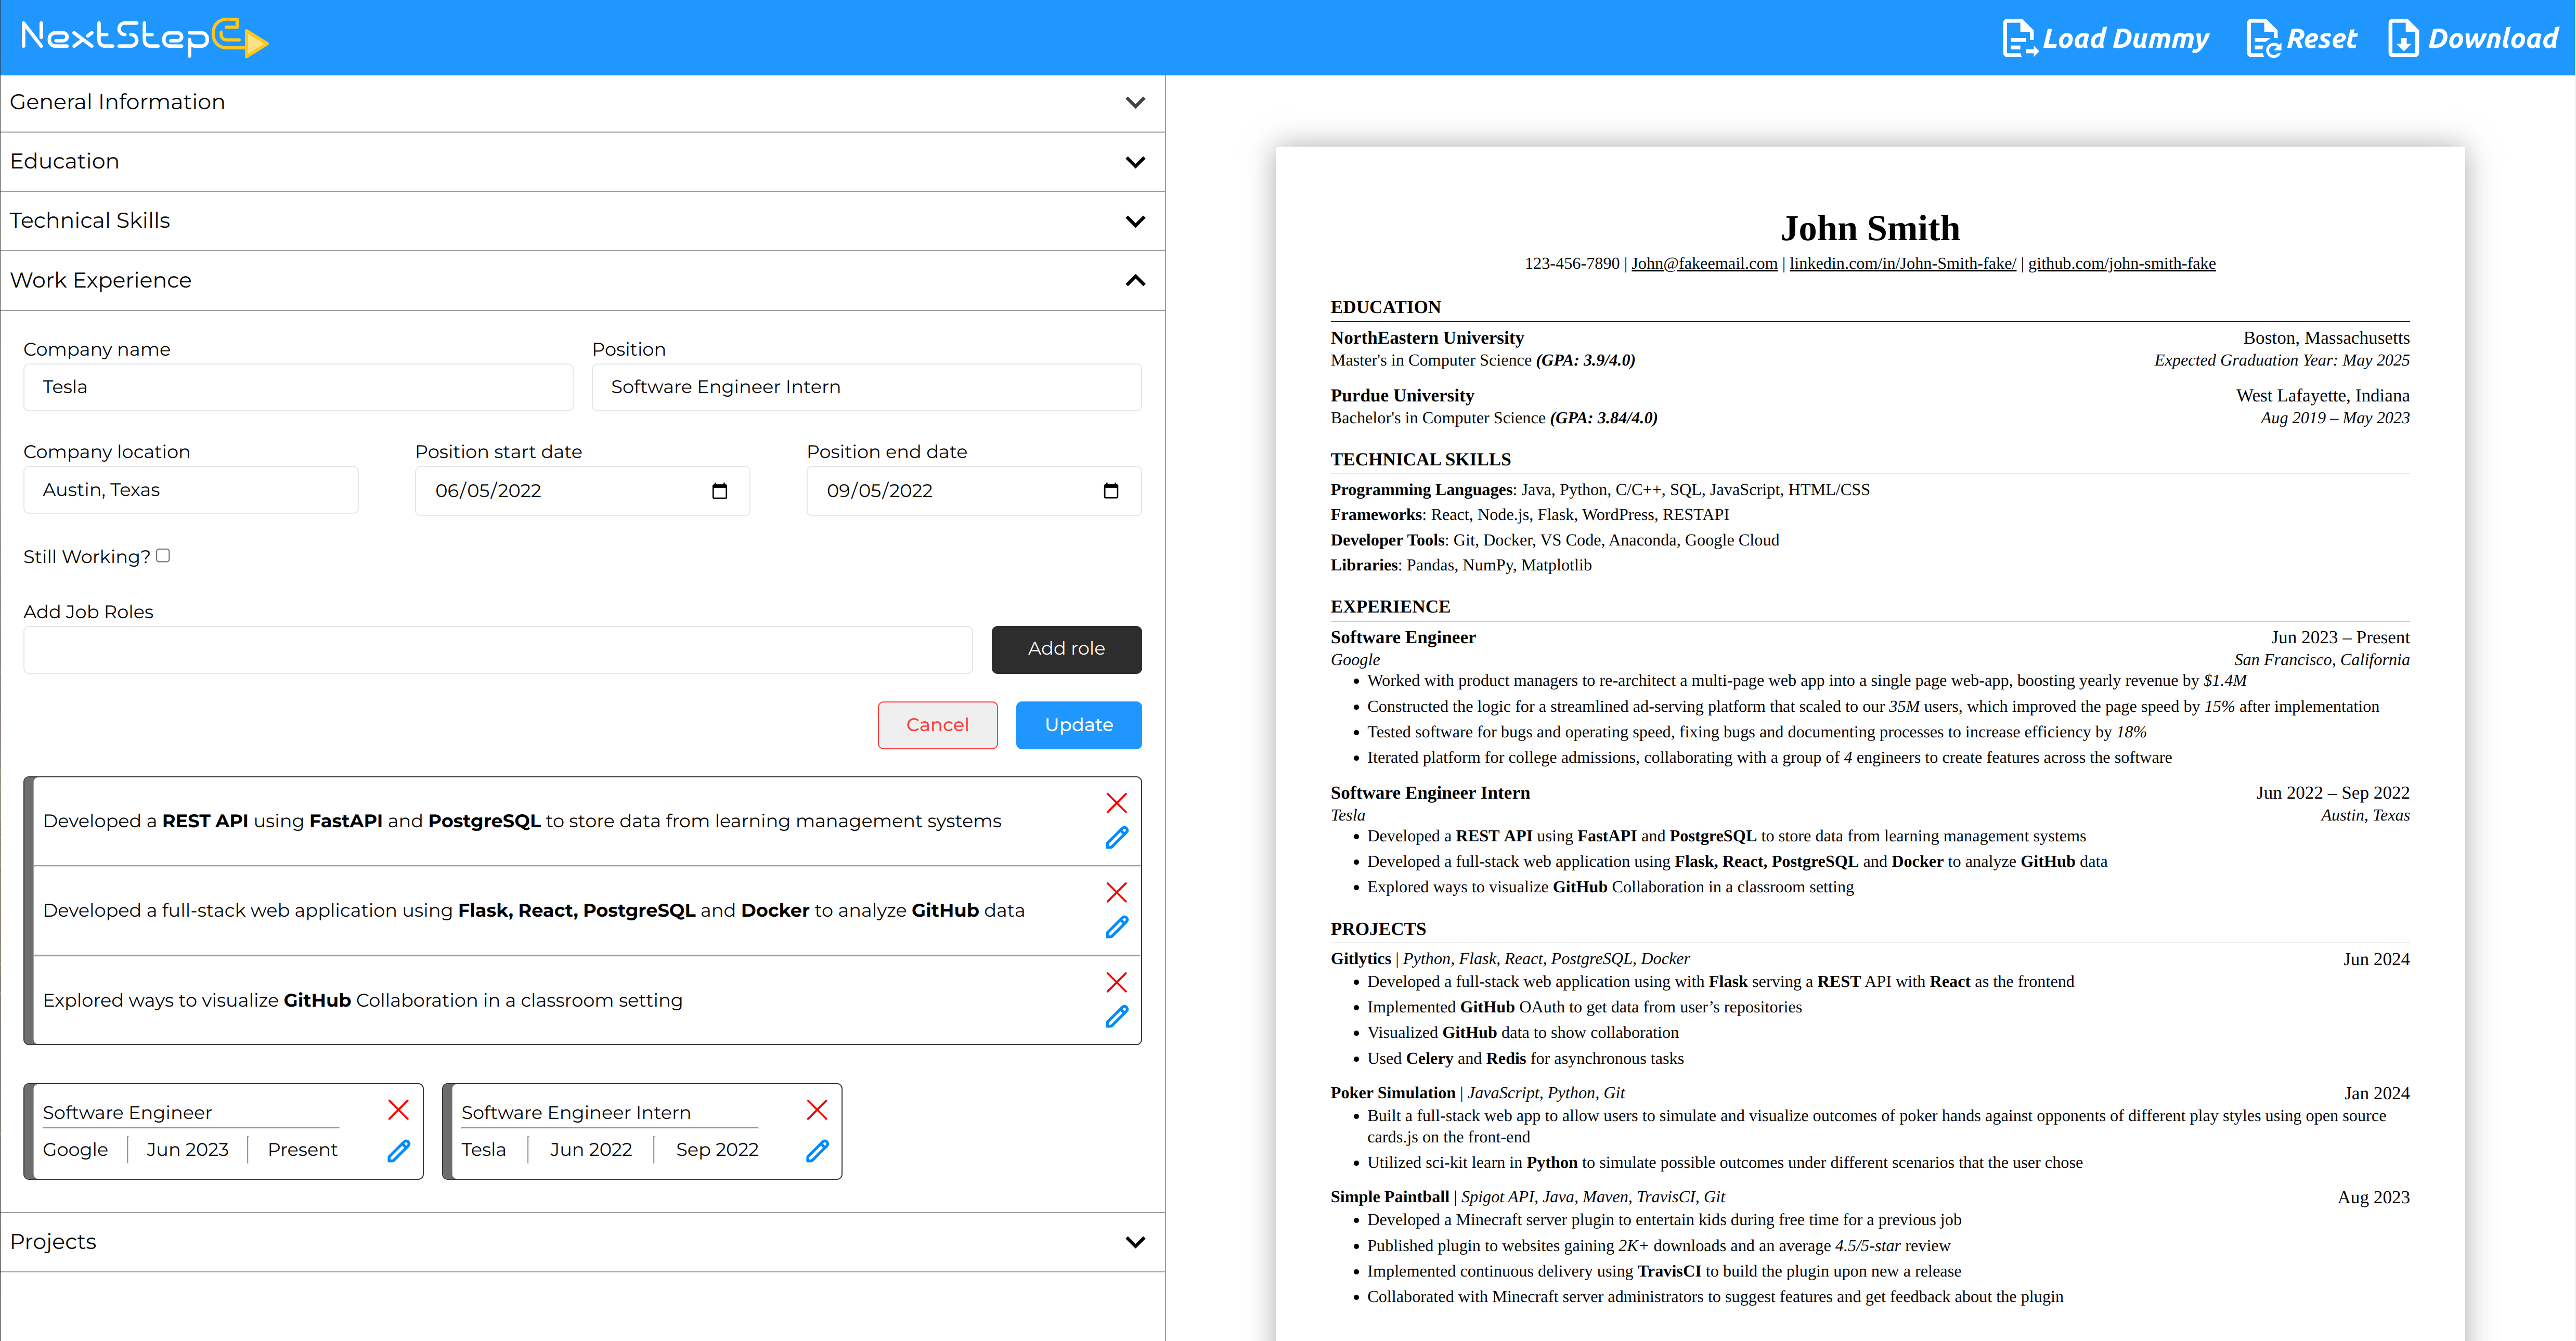 NextStep
Load Dummy
Reset
Download
General Information
Education
Technical Skills
Work Experience
Company name
Position
Tesla
Software Engineer Intern
Company location
Position start date
Position end date
Austin, Texas
06/05/2022
09/05/2022
Still Working?
Add Job Roles
Add role
Cancel
Update
Developed a REST API using FastAPI and PostgreSQL to store data from learning management systems
Developed a full-stack web application using Flask, React, PostgreSQL and Docker to analyze GitHub data
Explored ways to visualize GitHub Collaboration in a classroom setting
Software Engineer
Google | Jun 2023 | Present
Software Engineer Intern
Tesla | Jun 2022 | Sep 2022
Projects
John Smith
123-456-7890 | John@fakeemail.com | linkedin.com/in/John-Smith-fake/ | github.com/john-smith-fake
EDUCATION
NorthEastern University Boston, Massachusetts
Master's in Computer Science (GPA: 3.9/4.0) Expected Graduation Year: May 2025
Purdue University West Lafayette, Indiana
Bachelor's in Computer Science (GPA: 3.84/4.0) Aug 2019 – May 2023
TECHNICAL SKILLS
Programming Languages: Java, Python, C/C++, SQL, JavaScript, HTML/CSS
Frameworks: React, Node.js, Flask, WordPress, RESTAPI
Developer Tools: Git, Docker, VS Code, Anaconda, Google Cloud
Libraries: Pandas, NumPy, Matplotlib
EXPERIENCE
Software Engineer Jun 2023 – Present
Google San Francisco, California
• Worked with product managers to re-architect a multi-page web app into a single page web-app, boosting yearly revenue by $1.4M
• Constructed the logic for a streamlined ad-serving platform that scaled to our 35M users, which improved the page speed by 15% after implementation
• Tested software for bugs and operating speed, fixing bugs and documenting processes to increase efficiency by 18%
• Iterated platform for college admissions, collaborating with a group of 4 engineers to create features across the software
Software Engineer Intern Jun 2022 – Sep 2022
Tesla Austin, Texas
• Developed a REST API using FastAPI and PostgreSQL to store data from learning management systems
• Developed a full-stack web application using Flask, React, PostgreSQL and Docker to analyze GitHub data
• Explored ways to visualize GitHub Collaboration in a classroom setting
PROJECTS
Gitlytics | Python, Flask, React, PostgreSQL, Docker Jun 2024
• Developed a full-stack web application using with Flask serving a REST API with React as the frontend
• Implemented GitHub OAuth to get data from user’s repositories
• Visualized GitHub data to show collaboration
• Used Celery and Redis for asynchronous tasks
Poker Simulation | JavaScript, Python, Git Jan 2024
• Built a full-stack web app to allow users to simulate and visualize outcomes of poker hands against opponents of different play styles using open source
cards.js on the front-end
• Utilized sci-kit learn in Python to simulate possible outcomes under different scenarios that the user chose
Simple Paintball | Spigot API, Java, Maven, TravisCI, Git Aug 2023
• Developed a Minecraft server plugin to entertain kids during free time for a previous job
• Published plugin to websites gaining 2K+ downloads and an average 4.5/5-star review
• Implemented continuous delivery using TravisCI to build the plugin upon new a release
• Collaborated with Minecraft server administrators to suggest features and get feedback about the plugin